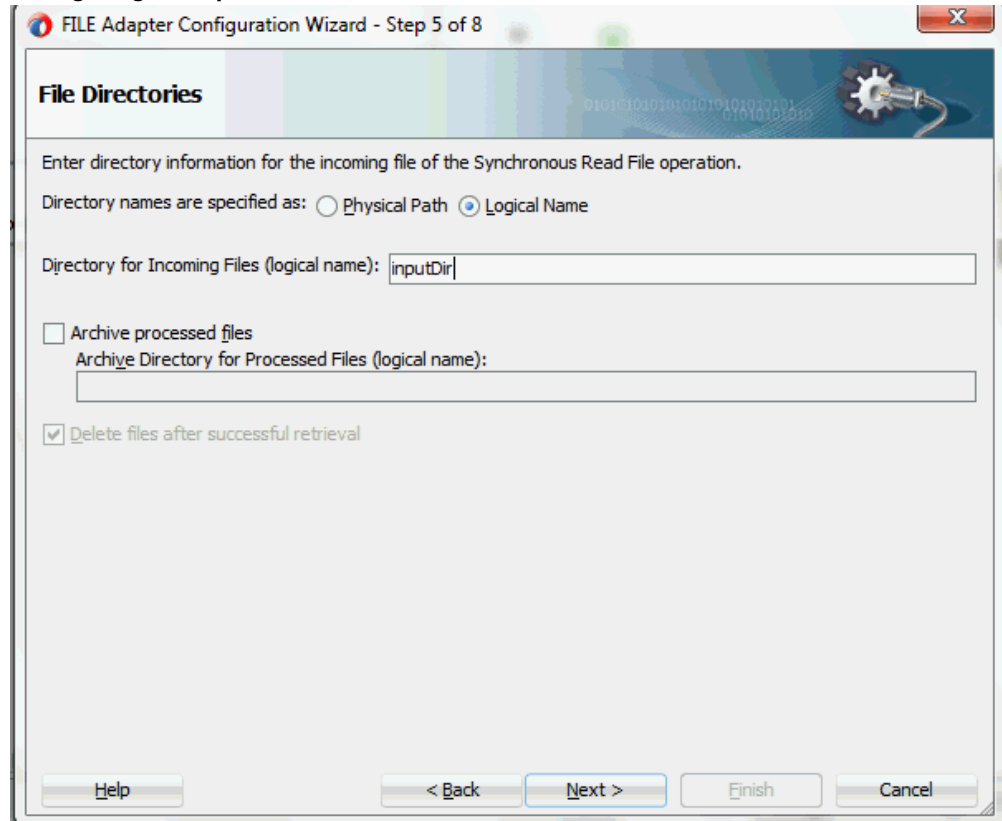 FILE Adapter Configuration Wizard - Step 5 of 8
File Directories
Enter directory information for the incoming file of the Synchronous Read File operation.
Directory names are specified as: Physical Path Logical Name
Directory for Incoming Files (logical name): inputDir
Archive processed files
Archive Directory for Processed Files (logical name):
Delete files after successful retrieval
Help < Back Next > Finish Cancel